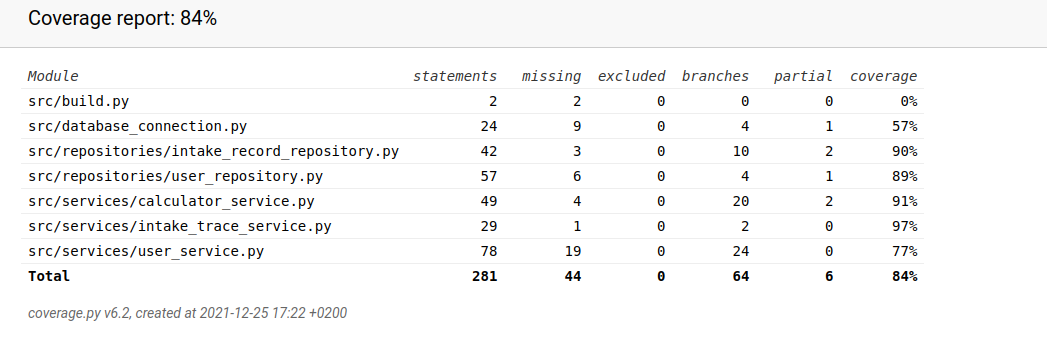 Coverage report: 84%
Module statements missing excluded branches partial coverage
src/build.py 2 2 0 0 0 0%
src/database_connection.py 24 9 0 4 1 57%
src/repositories/intake_record_repository.py 42 3 0 10 2 90%
src/repositories/user_repository.py 57 6 0 4 1 89%
src/services/calculator_service.py 49 4 0 20 2 91%
src/services/intake_trace_service.py 29 1 0 2 0 97%
src/services/user_service.py 78 19 0 24 0 77%
Total 281 44 0 64 6 84%
coverage.py v6.2, created at 2021-12-25 17:22 +0200